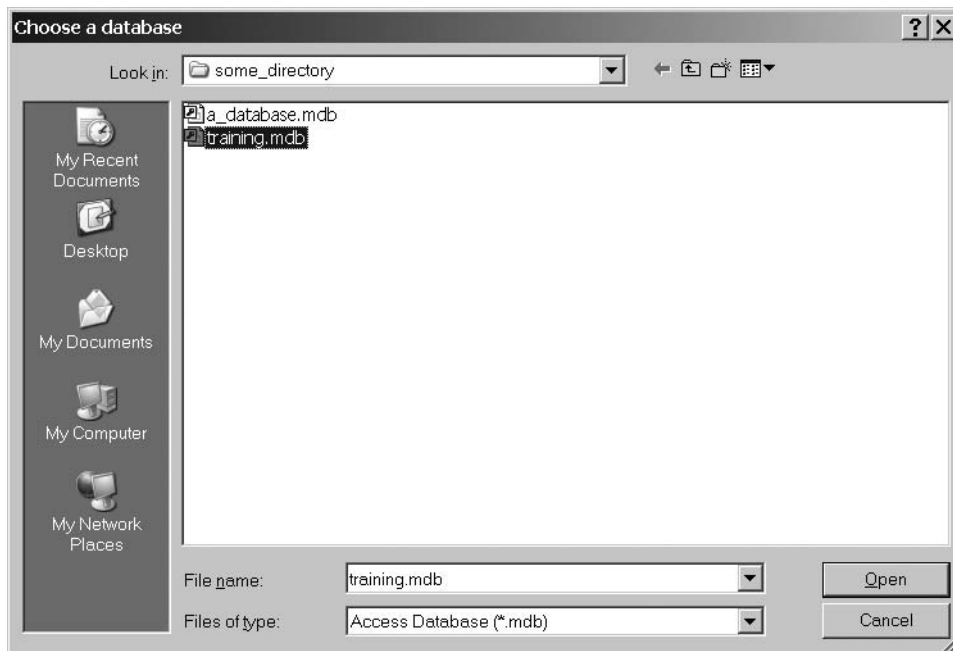 Choose a database
Look in:
some_directory
a_database.mdb
training.mdb
My Recent
Documents
Desktop
My Documents
My Computer
My Network
Places
File name:
training.mdb
Open
Files of type:
Access Database (*.mdb)
Cancel